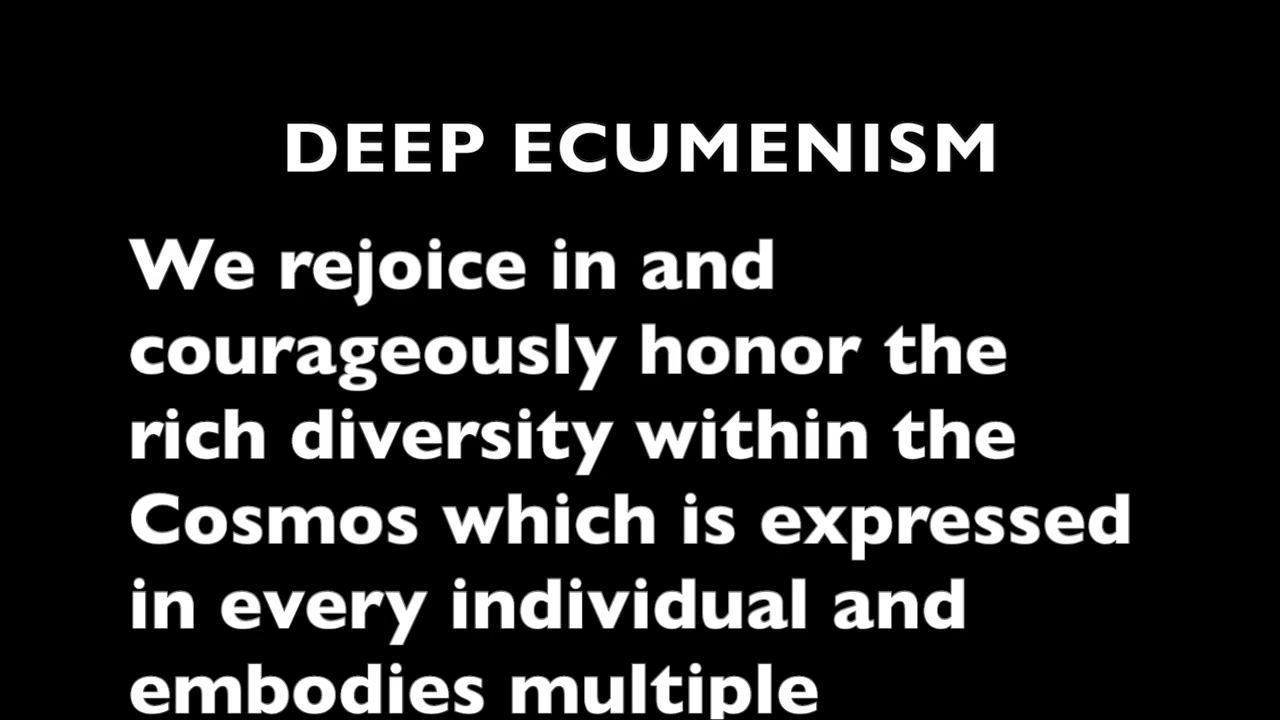 DEEP ECUMENISM
We rejoice in and
courageously honor the
rich diversity within the
Cosmos which is expressed
in every individual and
embodies multiple